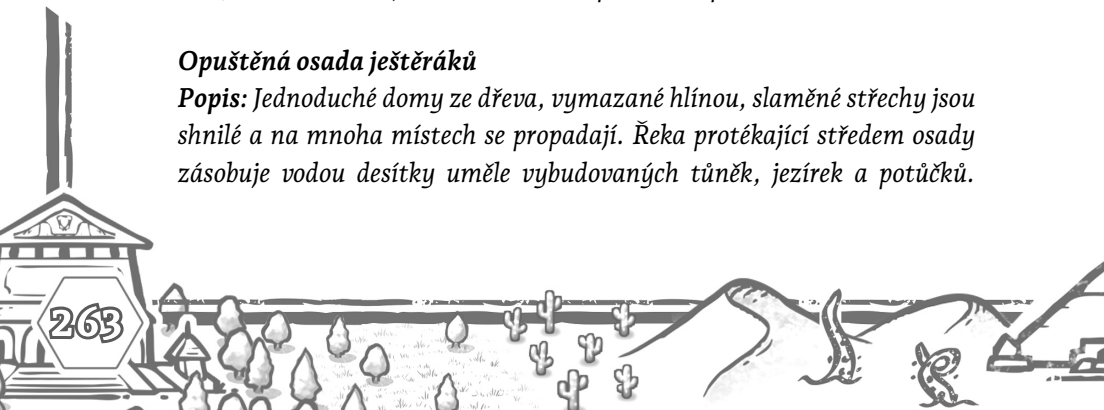 Opuštěná osada ještěráků
Popis: Jednoduché domy ze dřeva, vymazané hlínou, slaměné střechy jsou
shnilé a na mnoha místech se propadají. Řeka protékající středem osady
zásobuje vodou desítky uměle vybudovaných tůněk, jezírek a potůčků.
263